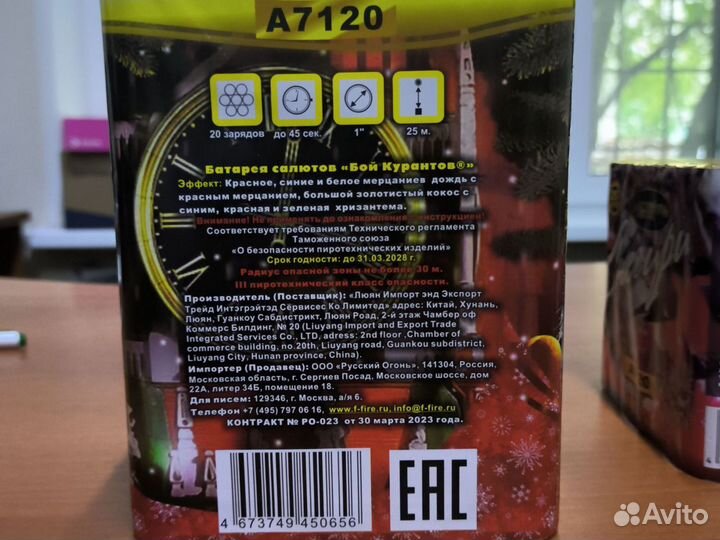 A7120
20 зарядов
до 45 сек.
1"
25 м.
Батарея салютов «Бой Курантов®»
Эффект: Красное, синие и белое мерцаниев дождь с
красным мерцанием, большой золотистый кокос с
синим, красная и зеленая хризантема.
Внимание! Не применять до ознакомления с инструкцией!
Соответствует требованиям Технического регламента
Таможенного союза
«О безопасности пиротехнических изделий»
Срок годности: до 31.03.2028 г.
Радиус опасной зоны не более 30 м.
III пиротехнический класс опасности.
Производитель (Поставщик): «Люян Импорт энд Экспорт
Трейд Интэгрэйтэд Сёрвисес Ко Лимитед» адрес: Китай, Хунань,
Люян, Гуанкоу Сабдистрикт, Люян Роад, 2-й этаж Чамбер оф
Коммерс Билдинг, № 20 (Liuyang Import and Export Trade
Integrated Services Co., LTD, adress: 2nd floor ,Chamber of
commerce building, no.20th, Liuyang road, Guankou subdistrict,
Liuyang City, Hunan province, China).
Импортер (Продавец): ООО «Русский Огонь», 141304, Россия,
Московская область, г. Сергиев Посад, Московское шоссе, дом
22А, литер 34Б, помещение 18.
Для писем: 129346, г. Москва, а/я 6.
Телефон +7 (495) 797 06 16, www.f-fire.ru, info@f-fire.ru
КОНТРАКТ № РО-023 от 30 марта 2023 года.
4 673749 450656
EAC
Avito